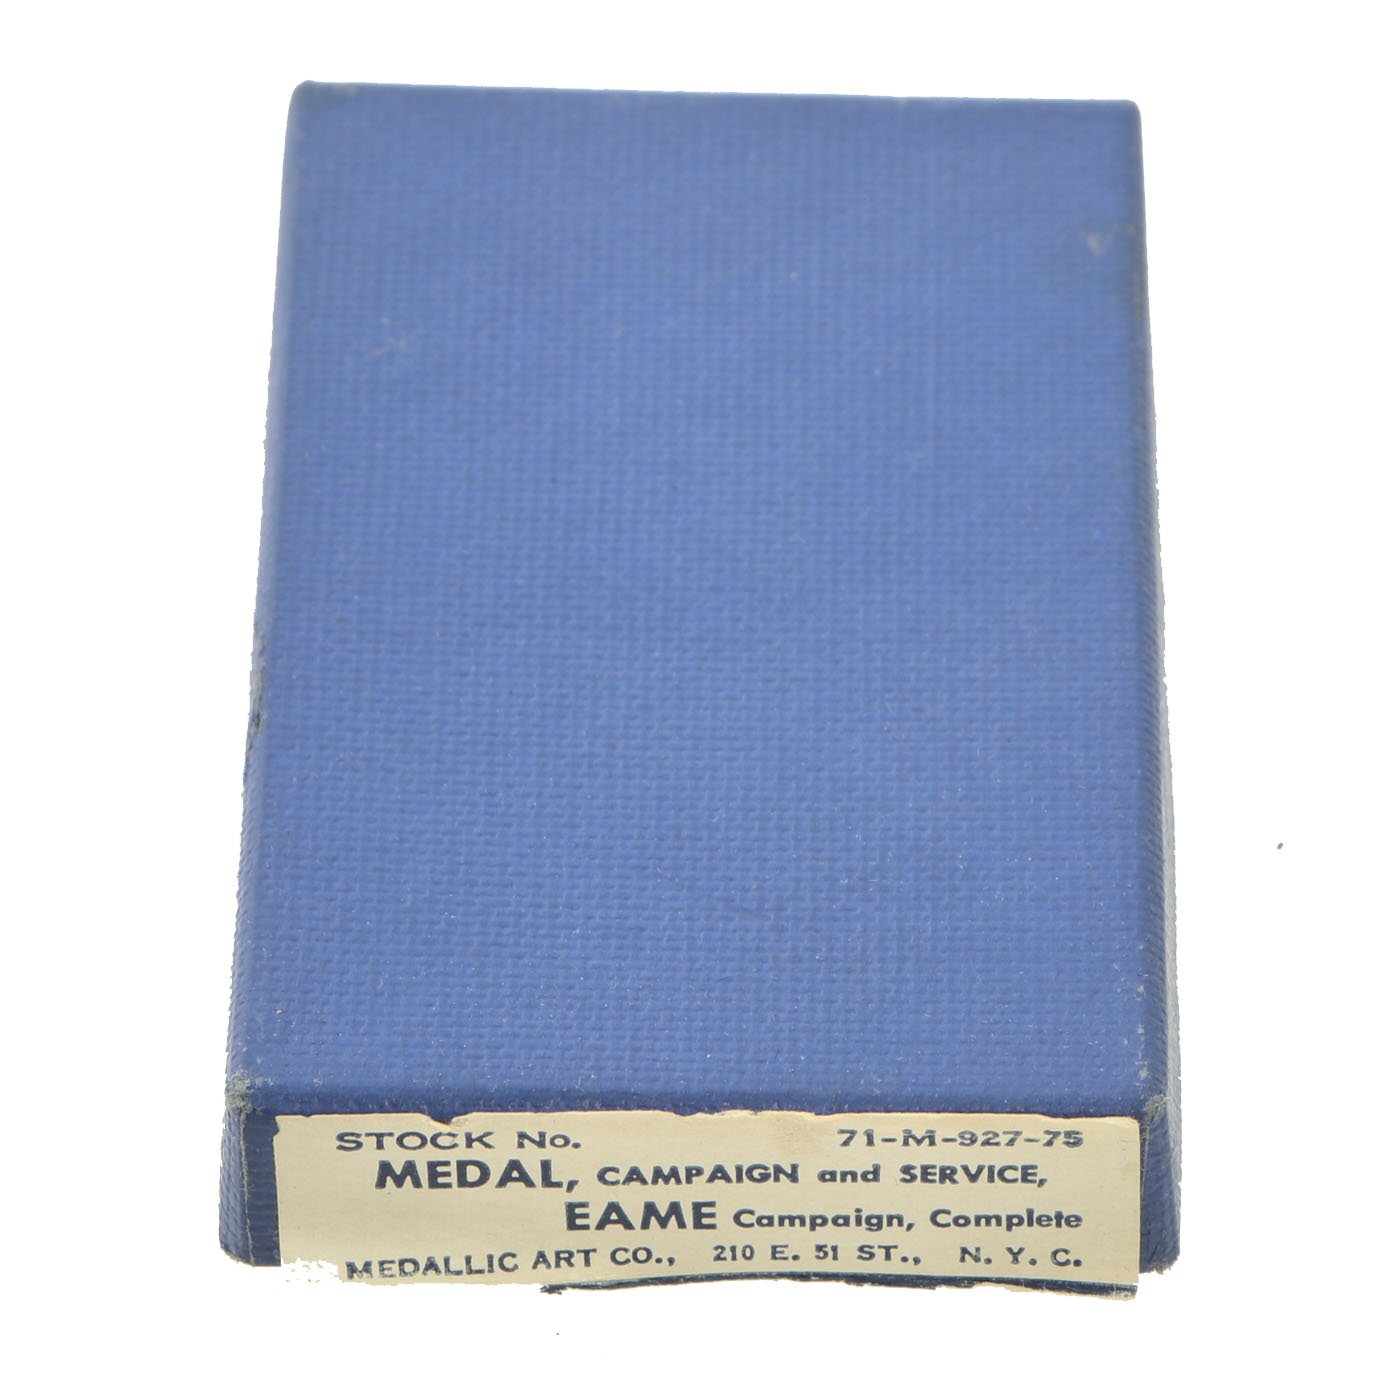 STOCK No. 71-M-927-75
MEDAL, CAMPAIGN and SERVICE,
EAME Campaign, Complete
MEDALLIC ART CO., 210 E. 51 ST., N. Y. C.